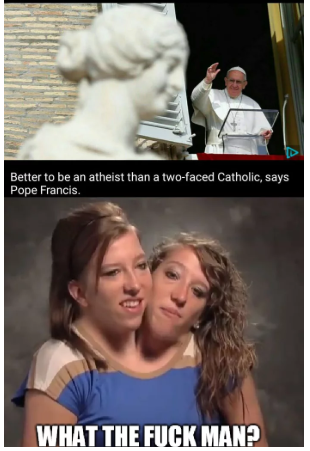 Better to be an atheist than a two-faced Catholic, says
Pope Francis.
WHAT THE FUCK MAN?